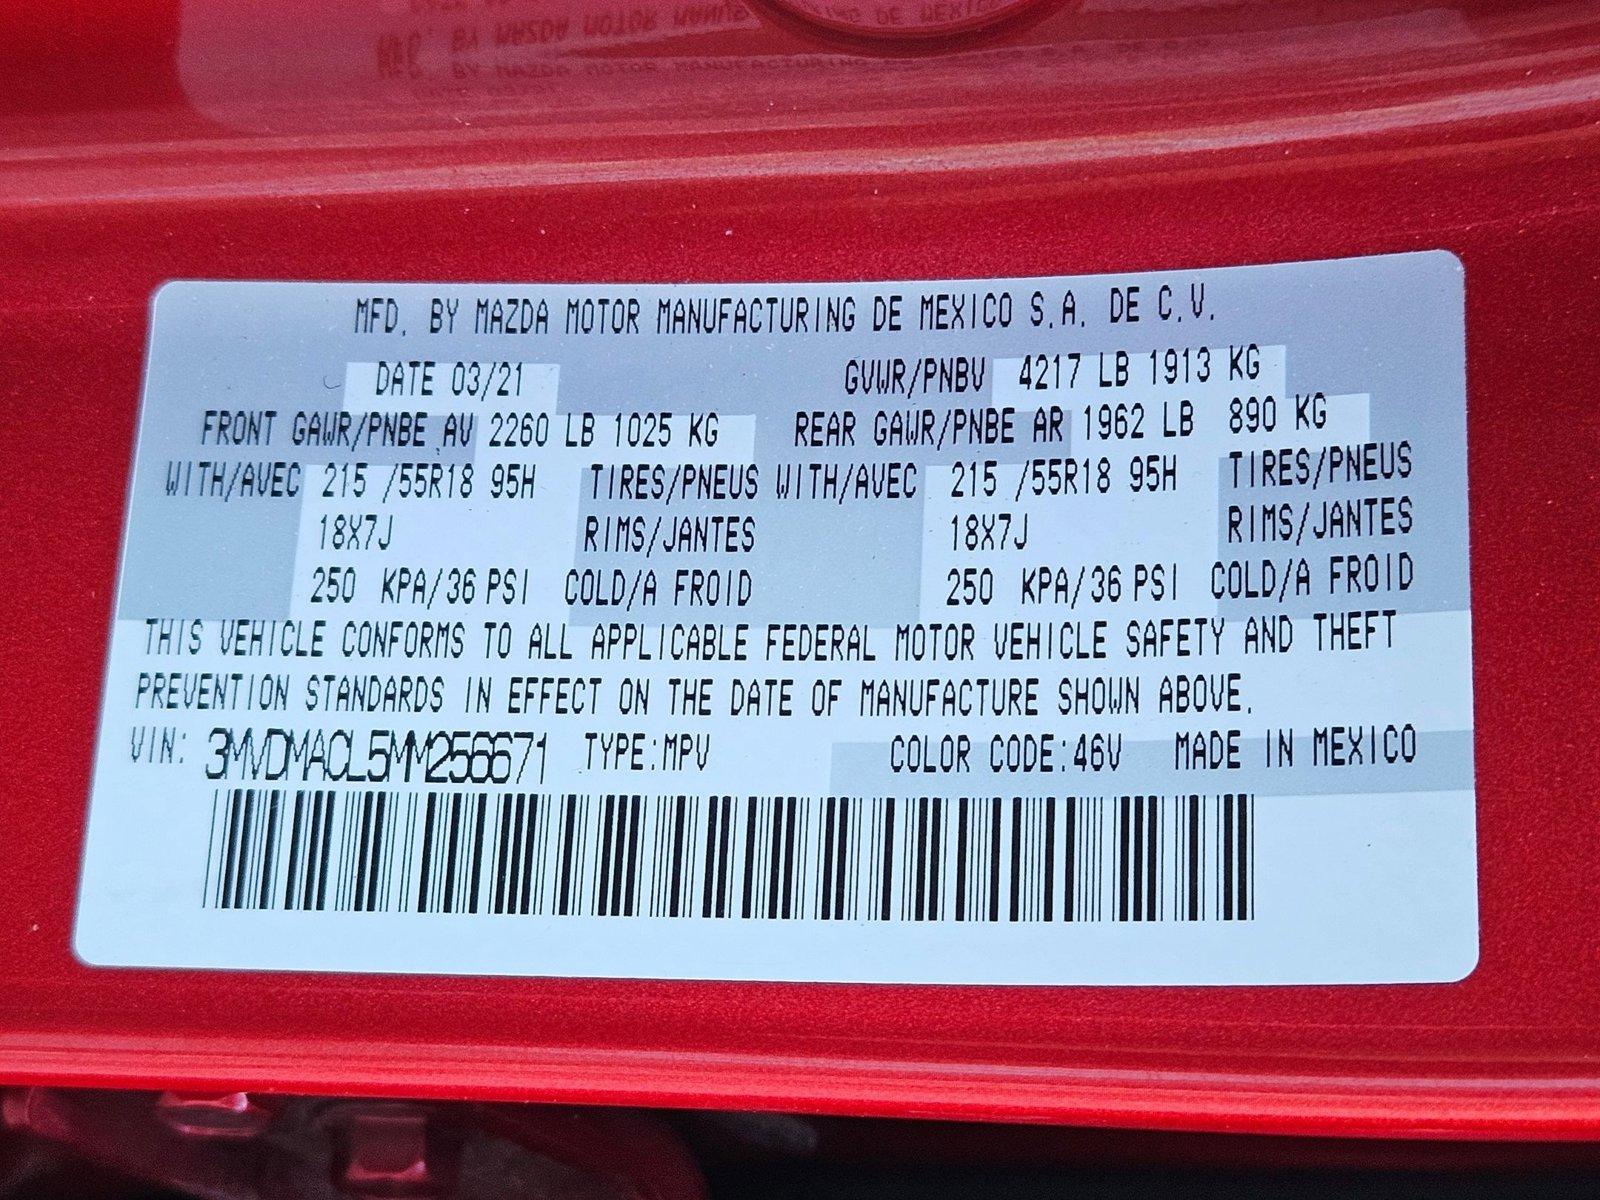 MFD. BY MAZDA MOTOR MANUFACTURING DE MEXICO S.A. DE C.V.
DATE 03/21 GVWR/PNBV 4217 LB 1913 KG
FRONT GAWR/PNBE AV 2260 LB 1025 KG REAR GAWR/PNBE AR 1962 LB 890 KG
WITH/AVEC 215 /55R18 95H TIRES/PNEUS WITH/AVEC 215 /55R18 95H TIRES/PNEUS
18X7J RIMS/JANTES 18X7J RIMS/JANTES
250 KPA/36 PSI COLD/A FROID 250 KPA/36 PSI COLD/A FROID
THIS VEHICLE CONFORMS TO ALL APPLICABLE FEDERAL MOTOR VEHICLE SAFETY AND THEFT
PREVENTION STANDARDS IN EFFECT ON THE DATE OF MANUFACTURE SHOWN ABOVE.
VIN: 3MVDMACL5MM256671 TYPE:MPV COLOR CODE:46V MADE IN MEXICO